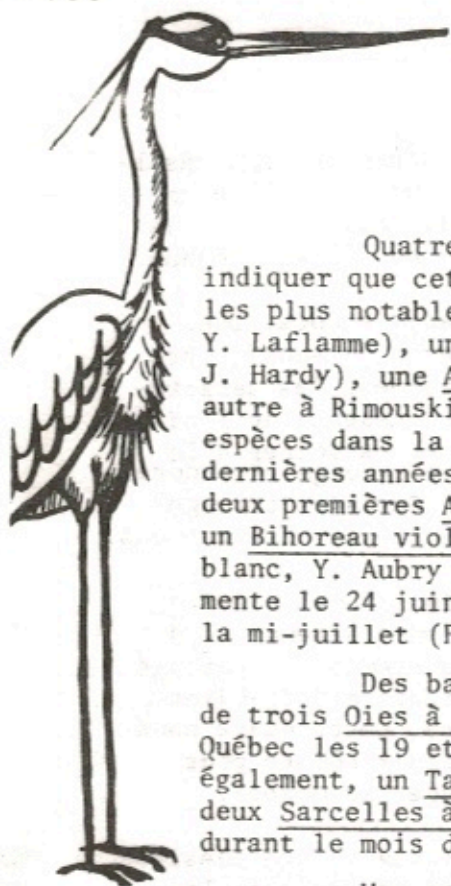 Quatre
indiquer que cet
les plus notable
Y. Laflamme), un
J. Hardy), une A
autre à Rimouski
espèces dans la
dernières années
deux premières A
un Bihoreau viol
blanc, Y. Aubry
mente le 24 juin
la mi-juillet (F
Des ba
de trois Oies à
Québec les 19 et
également, un Ta
deux Sarcelles à
durant le mois d